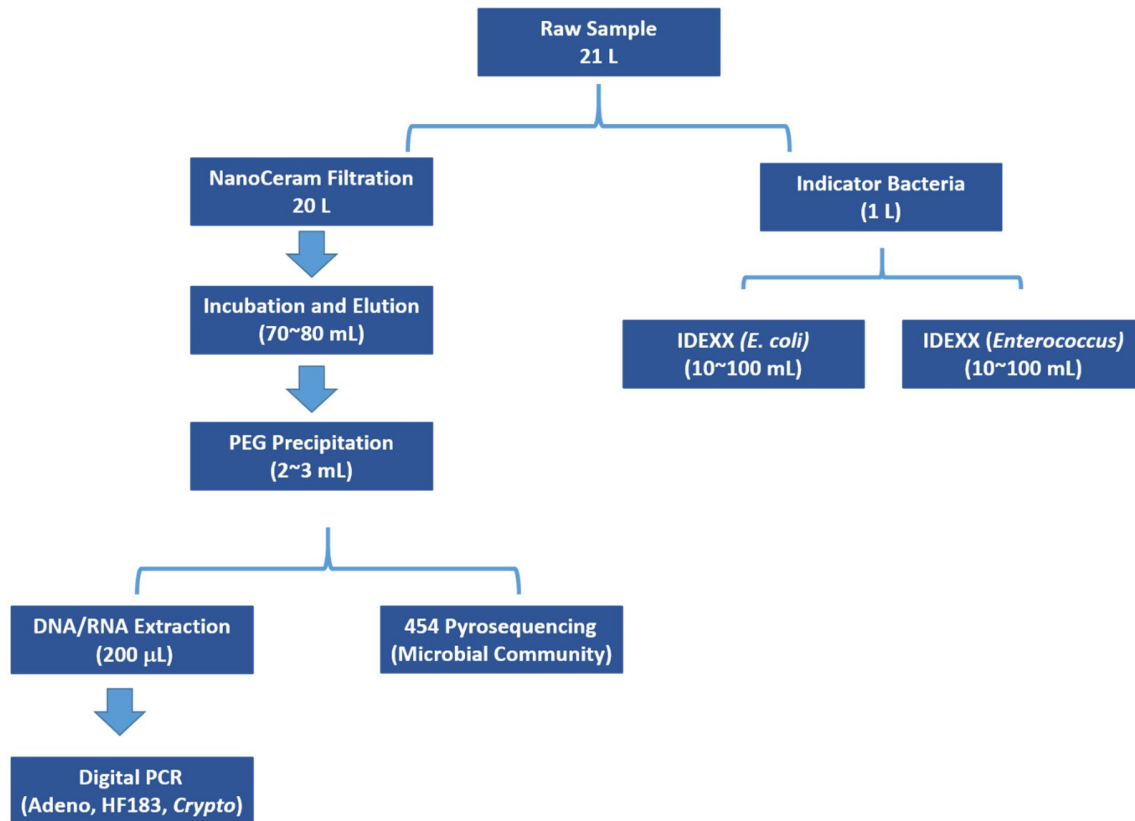 Raw Sample
21 L
NanoCeram Filtration
20 L
Indicator Bacteria
(1 L)
Incubation and Elution
(70~80 mL)
IDEXX (E. coli)
(10~100 mL)
IDEXX (Enterococcus)
(10~100 mL)
PEG Precipitation
(2~3 mL)
DNA/RNA Extraction
(200 μL)
454 Pyrosequencing
(Microbial Community)
Digital PCR
(Adeno, HF183, Crypto)